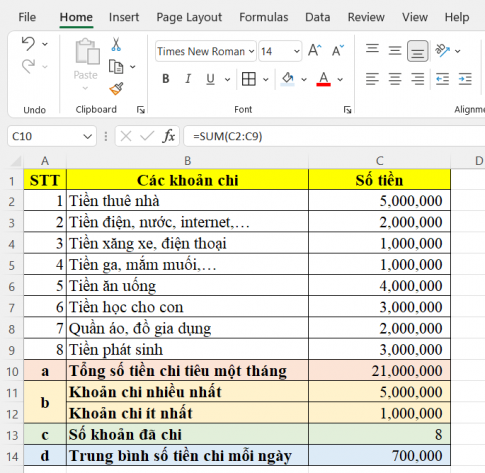 File Home Insert Page Layout Formulas Data Review View Help
Times New Roman 14 A A
Paste B I U A ab
Undo Clipboard Font Alignme
C10 fx =SUM(C2:C9)
A B C D
1 STT Các khoản chi Số tiền
2 1 Tiền thuê nhà 5,000,000
3 2 Tiền điện, nước, internet,… 2,000,000
4 3 Tiền xăng xe, điện thoại 1,000,000
5 4 Tiền ga, mắm muối,… 1,000,000
6 5 Tiền ăn uống 4,000,000
7 6 Tiền học cho con 3,000,000
8 7 Quần áo, đồ gia dụng 2,000,000
9 8 Tiền phát sinh 3,000,000
10 a Tổng số tiền chi tiêu một tháng 21,000,000
11 b Khoản chi nhiều nhất 5,000,000
12 Khoản chi ít nhất 1,000,000
13 c Số khoản đã chi 8
14 d Trung bình số tiền chi mỗi ngày 700,000